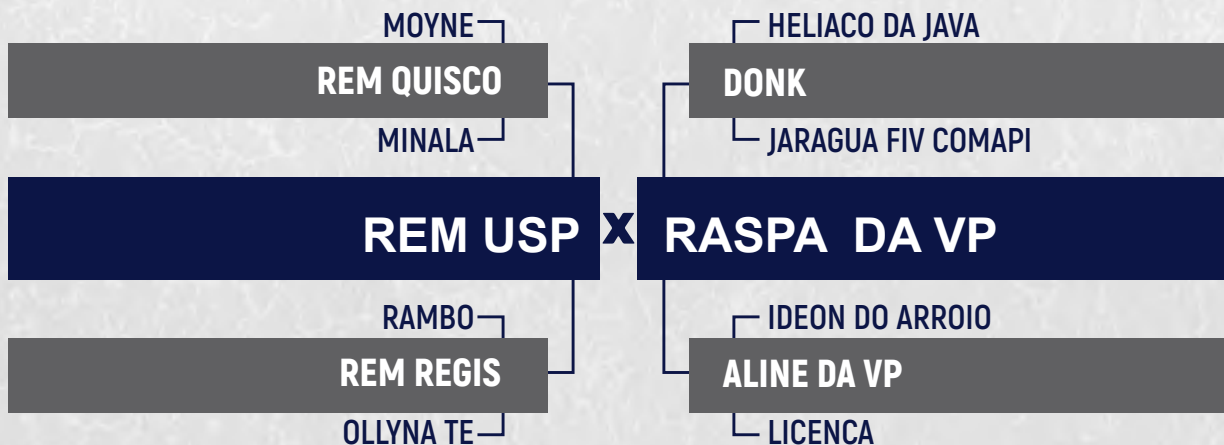 MOYNE
HELIACO DA JAVA
REM QUISCO
DONK
MINALA
JARAGUA FIV COMAPI
REM USP X RASPA DA VP
RAMBO
IDEON DO ARROIO
REM REGIS
ALINE DA VP
OLLYNA TE
LICENCA